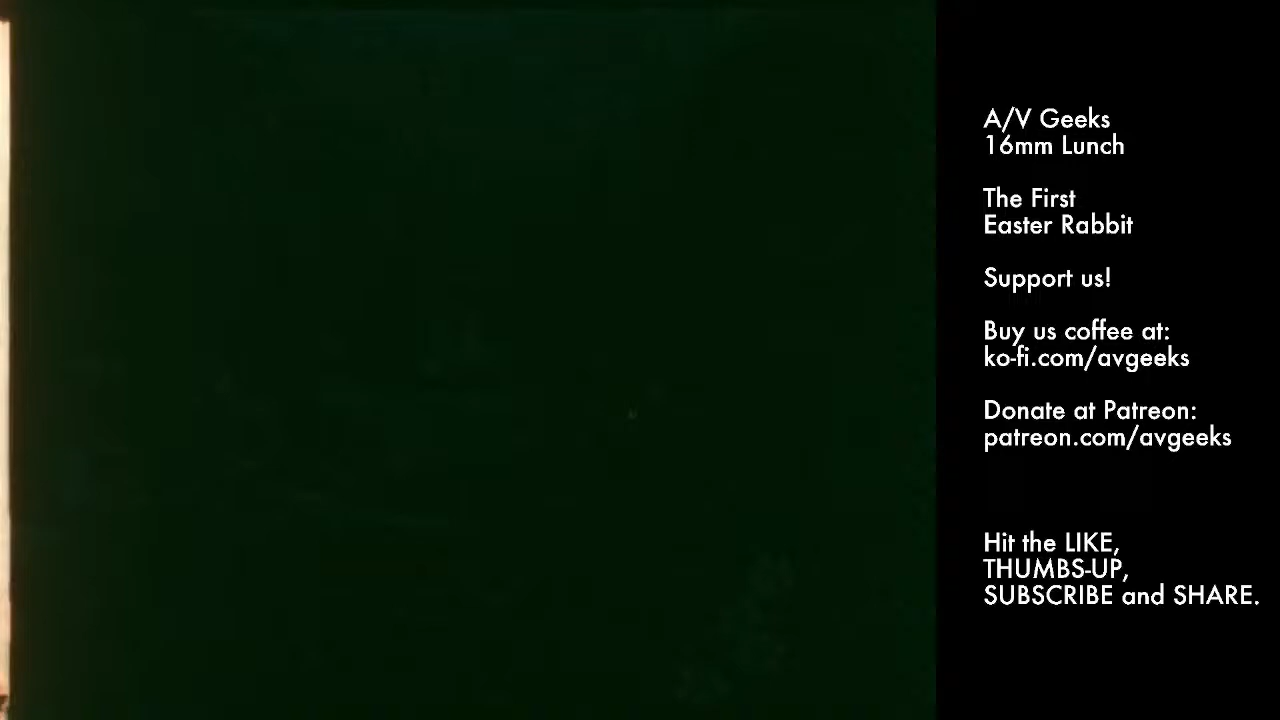 A/V Geeks
16mm Lunch
The First
Easter Rabbit
Support us!
Buy us coffee at:
ko-fi.com/avgeeks
Donate at Patreon:
patreon.com/avgeeks
Hit the LIKE,
THUMBS-UP,
SUBSCRIBE and SHARE.